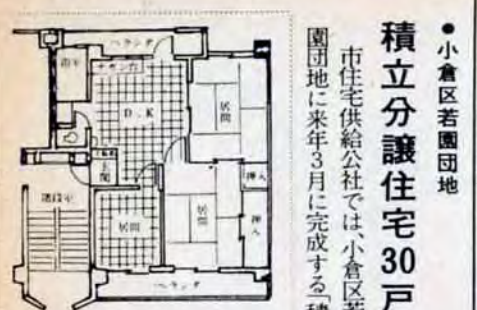 ●小倉区若園団地
積立分譲住宅30戸
市住宅供給公社では、小倉区若
園団地に来年3月に完成する「積
ベランダ
D.K
居間
玄関
押入
階段室
居間
居間
押入
ベランダ